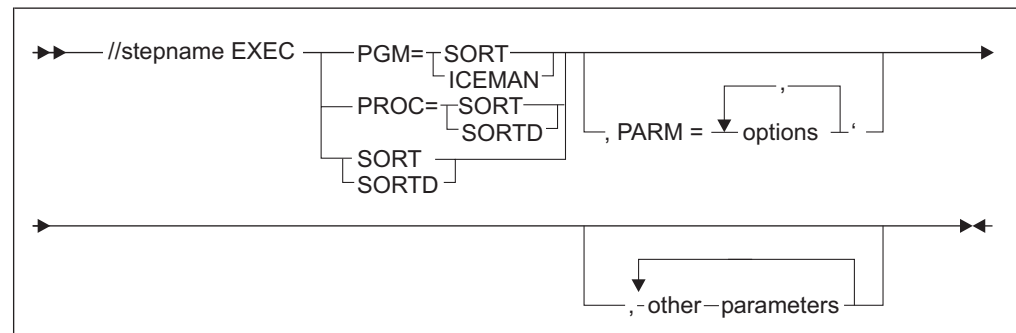 //stepname EXEC PGM= SORT
ICEMAN
PROC= SORT
SORTD
SORT
SORTD
,
, PARM = options ‘
, other parameters